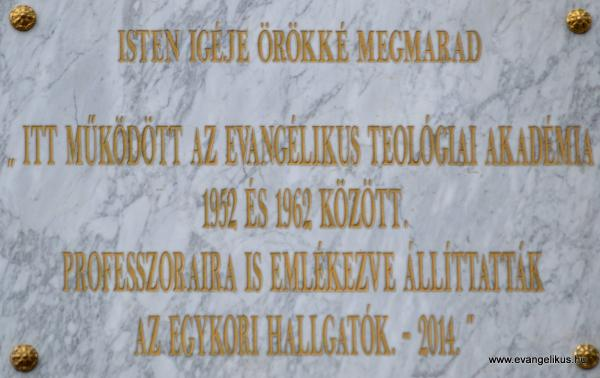 ISTEN IGÉJE ÖRÖKKÉ MEGMARAD
„ ITT MŰKÖDÖTT AZ EVANGÉLIKUS TEOLÓGIAI AKADÉMIA
1952 ÉS 1962 KÖZÖTT.
PROFESSZORAIRA IS EMLÉKEZVE ÁLLÍTTATTÁK
AZ EGYKORI HALLGATÓK. - 2014. "
www.evangelikus.hu